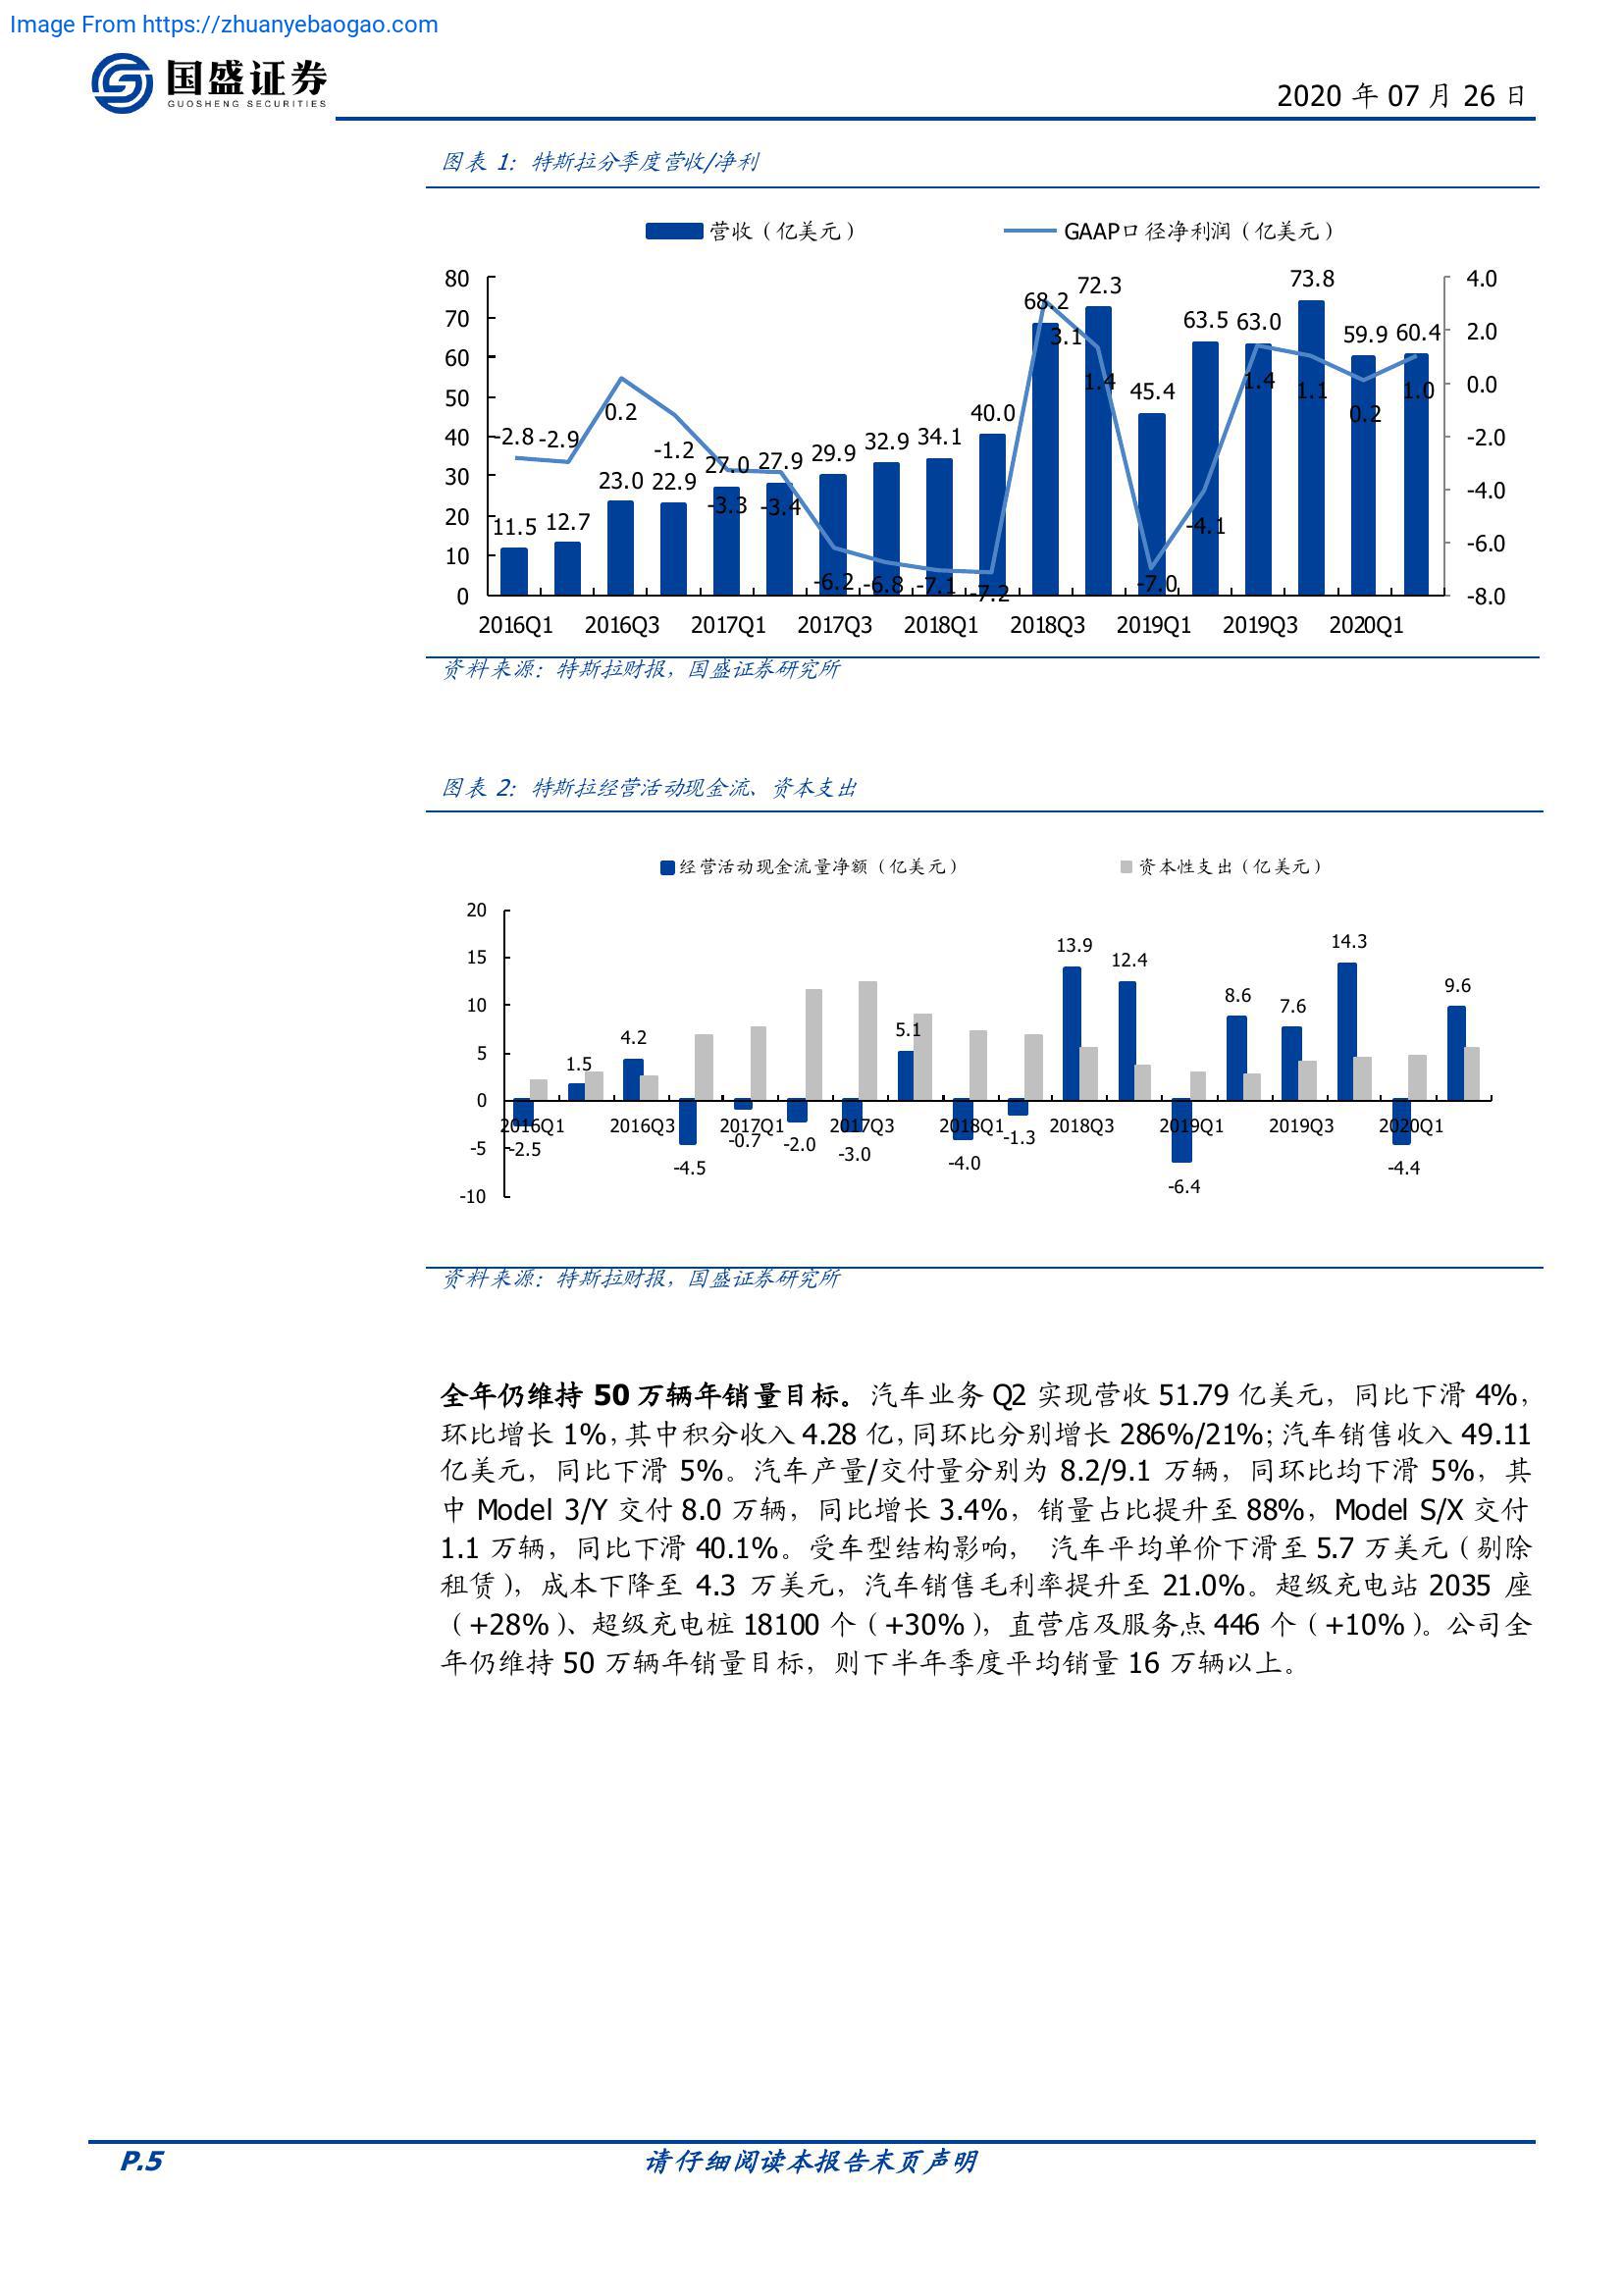 Image From https://zhuanyebaogao.com
国盛证券
GUOSHENG SECURITIES
2020 年 07 月 26 日
图表 1：特斯拉分季度营收/净利
营收（亿美元） GAAP口径净利润（亿美元）
80 70 60 50 40 30 20 10 0
4.0 2.0 0.0 -2.0 -4.0 -6.0 -8.0
11.5 12.7 23.0 22.9 27.0 27.9 29.9 32.9 34.1 40.0 68.2 72.3 45.4 63.5 63.0 73.8 59.9 60.4
-2.8 -2.9 0.2 -1.2 -3.3 -3.4 -6.2 -6.8 -7.1 -7.2 3.1 1.4 -7.0 -4.1 1.4 1.1 0.2 1.0
2016Q1 2016Q3 2017Q1 2017Q3 2018Q1 2018Q3 2019Q1 2019Q3 2020Q1
资料来源：特斯拉财报，国盛证券研究所
图表 2：特斯拉经营活动现金流、资本支出
经营活动现金流量净额（亿美元） 资本性支出（亿美元）
20 15 10 5 0 -5 -10
-2.5 1.5 4.2 -4.5 -0.7 -2.0 -3.0 5.1 -4.0 -1.3 13.9 12.4 -6.4 8.6 7.6 14.3 -4.4 9.6
2016Q1 2016Q3 2017Q1 2017Q3 2018Q1 2018Q3 2019Q1 2019Q3 2020Q1
资料来源：特斯拉财报，国盛证券研究所
全年仍维持 50 万辆年销量目标。汽车业务 Q2 实现营收 51.79 亿美元，同比下滑 4%，
环比增长 1%，其中积分收入 4.28 亿，同环比分别增长 286%/21%；汽车销售收入 49.11
亿美元，同比下滑 5%。汽车产量/交付量分别为 8.2/9.1 万辆，同环比均下滑 5%，其
中 Model 3/Y 交付 8.0 万辆，同比增长 3.4%，销量占比提升至 88%，Model S/X 交付
1.1 万辆，同比下滑 40.1%。受车型结构影响， 汽车平均单价下滑至 5.7 万美元（剔除
租赁），成本下降至 4.3 万美元，汽车销售毛利率提升至 21.0%。超级充电站 2035 座
（+28%）、超级充电桩 18100 个（+30%），直营店及服务点 446 个（+10%）。公司全
年仍维持 50 万辆年销量目标，则下半年季度平均销量 16 万辆以上。
P.5
请仔细阅读本报告末页声明